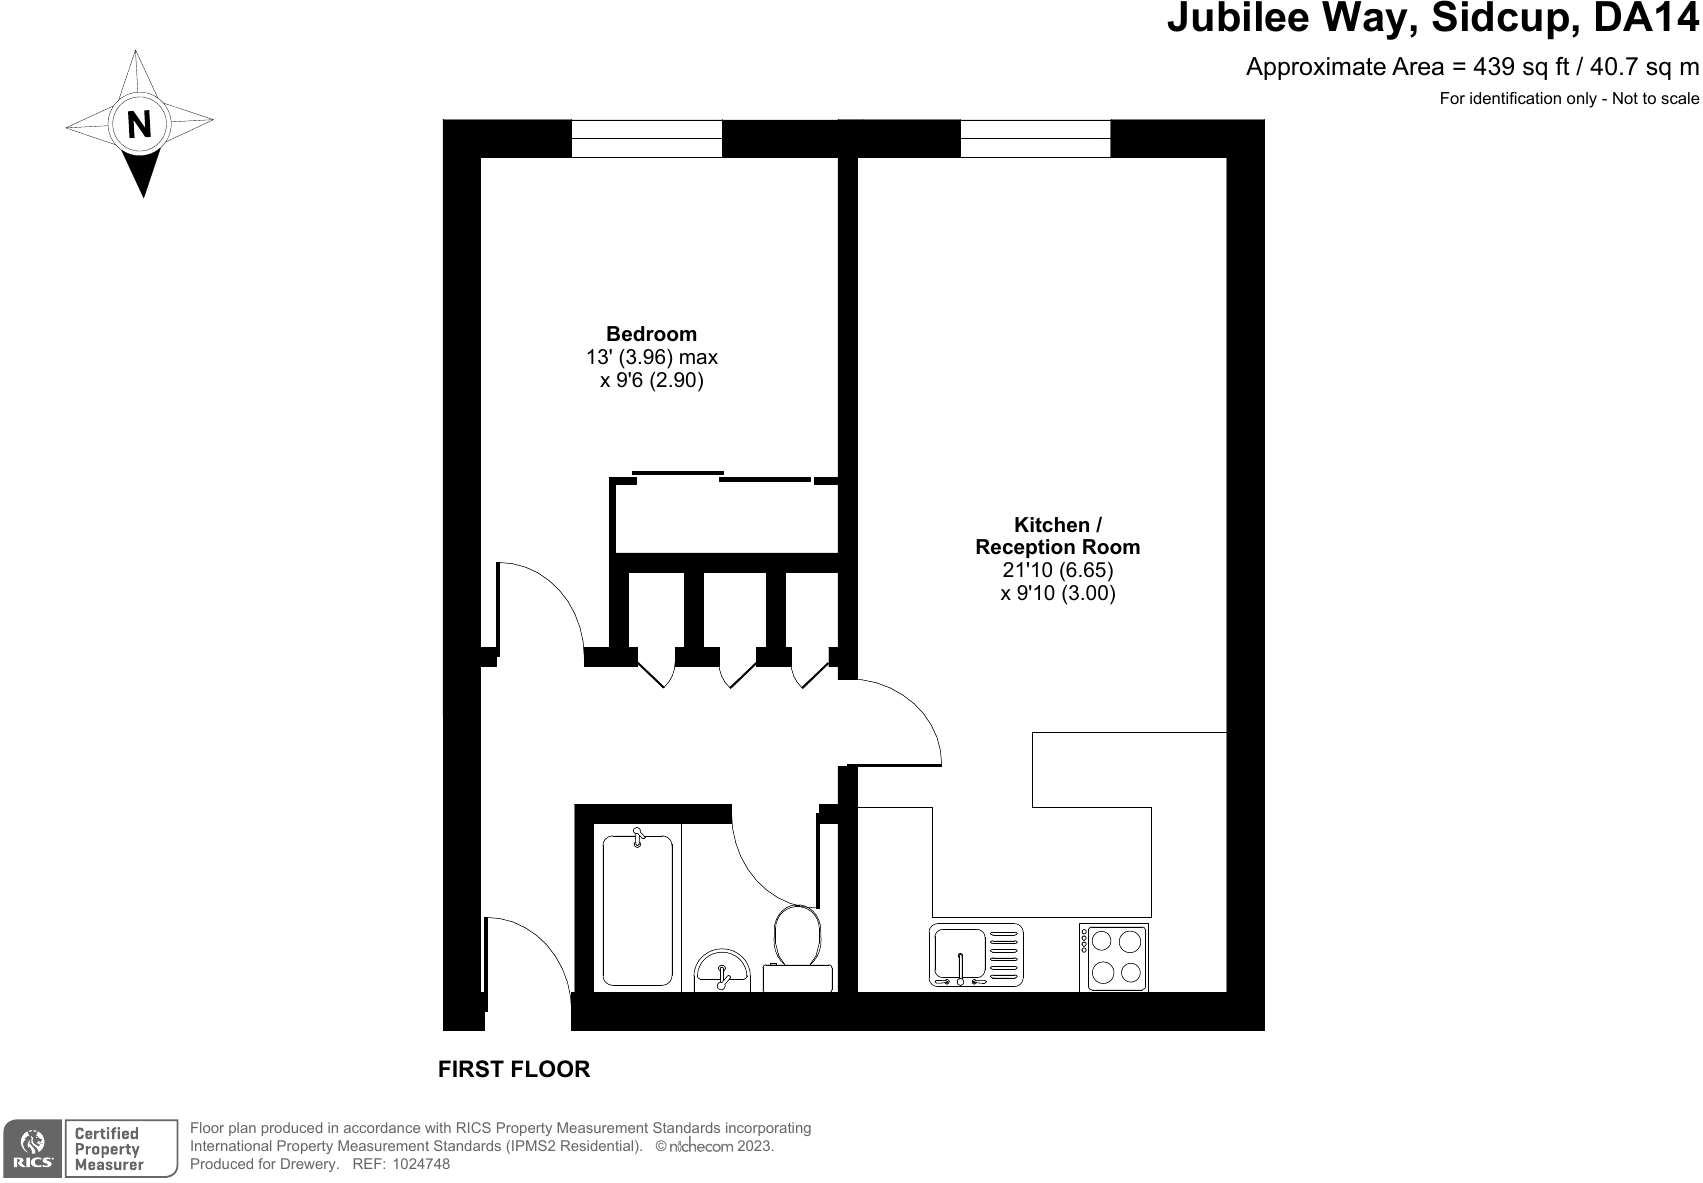 Jubilee Way, Sidcup, DA14
Approximate Area = 439 sq ft / 40.7 sq m
For identification only - Not to scale
N
Bedroom
13' (3.96) max
x 9'6 (2.90)
Kitchen /
Reception Room
21'10 (6.65)
x 9'10 (3.00)
FIRST FLOOR
RICS
Certified
Property
Measurer
Floor plan produced in accordance with RICS Property Measurement Standards incorporating
International Property Measurement Standards (IPMS2 Residential). © nichecom 2023.
Produced for Drewery. REF: 1024748